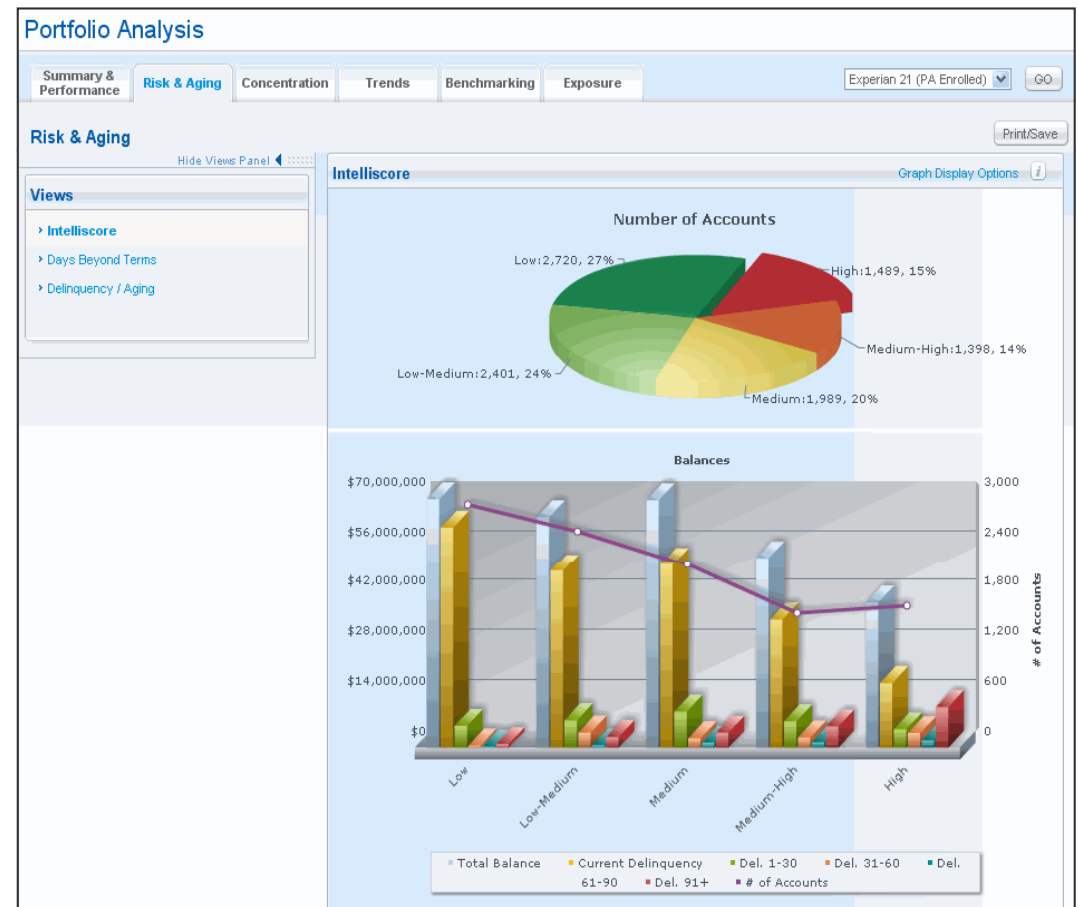 Portfolio Analysis
Summary & Performance
Risk & Aging
Concentration
Trends
Benchmarking
Exposure
Experian 21 (PA Enrolled)
GO
Risk & Aging
Print/Save
Hide Views Panel
Views
Intelliscore
Days Beyond Terms
Delinquency / Aging
Intelliscore
Graph Display Options
i
Number of Accounts
Low:2,720, 27%
High:1,489, 15%
Medium-High:1,398, 14%
Low-Medium:2,401, 24%
Medium:1,989, 20%
Balances
$70,000,000
$56,000,000
$42,000,000
$28,000,000
$14,000,000
$0
3,000
2,400
1,800
1,200
600
0
# of Accounts
Low
Low-Medium
Medium
Medium-High
High
Total Balance
Current Delinquency
Del. 1-30
Del. 31-60
Del.
61-90
Del. 91+
# of Accounts